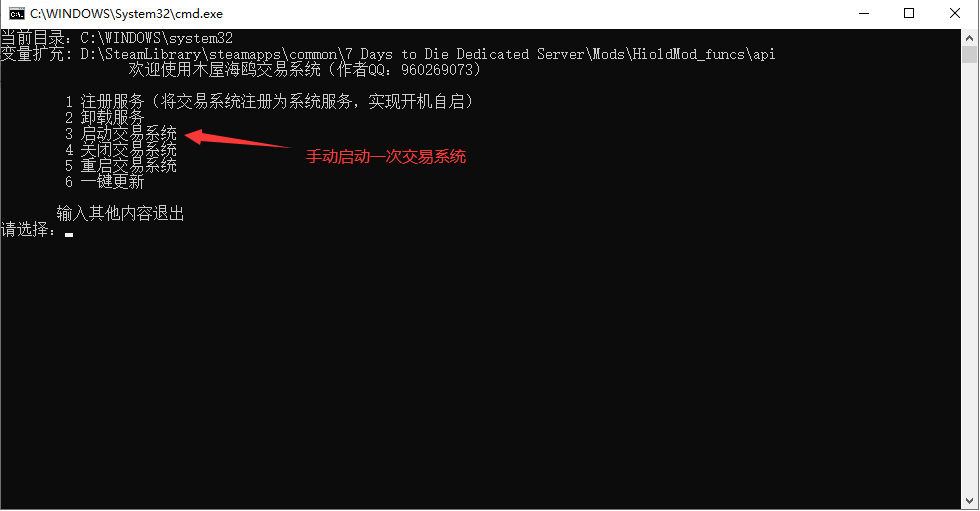 C:\WINDOWS\System32\cmd.exe
当前目录: C:\WINDOWS\system32
变量扩充: D:\SteamLibrary\steamapps\common\7 Days to Die Dedicated Server\Mods\HioldMod_funcs\api
欢迎使用木屋海鸥交易系统（作者QQ: 960269073）
1 注册服务（将交易系统注册为系统服务，实现开机自启）
2 卸载服务
3 启动交易系统
4 关闭交易系统
手动启动一次交易系统
5 重启交易系统
6 一键更新
输入其他内容退出
请选择: